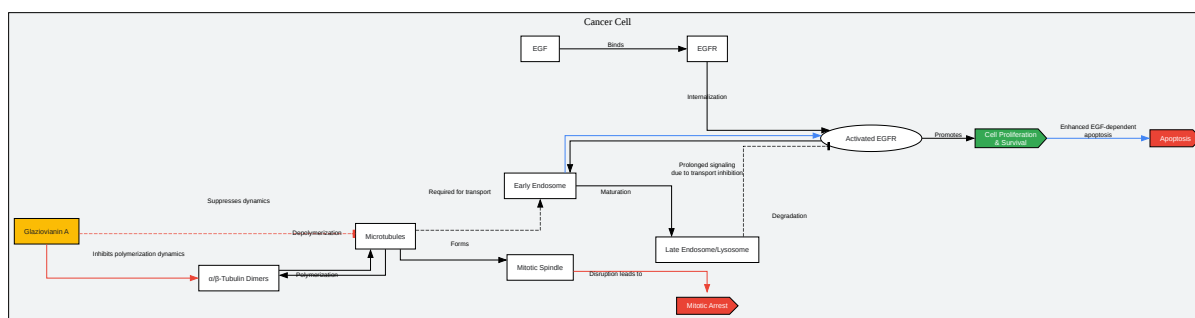 Cancer Cell
EGF
Binds
EGFR
Internalization
Activated EGFR
Promotes
Cell Proliferation
& Survival
Enhanced EGF-dependent
apoptosis
Apoptosis
Prolonged signaling
due to transport inhibition
Early Endosome
Maturation
Required for transport
Suppresses dynamics
Degradation
Glaziovianin A
Depolymerization
Microtubules
Forms
Late Endosome/Lysosome
Inhibits polymerization dynamics
α/β-Tubulin Dimers
Polymerization
Mitotic Spindle
Disruption leads to
Mitotic Arrest